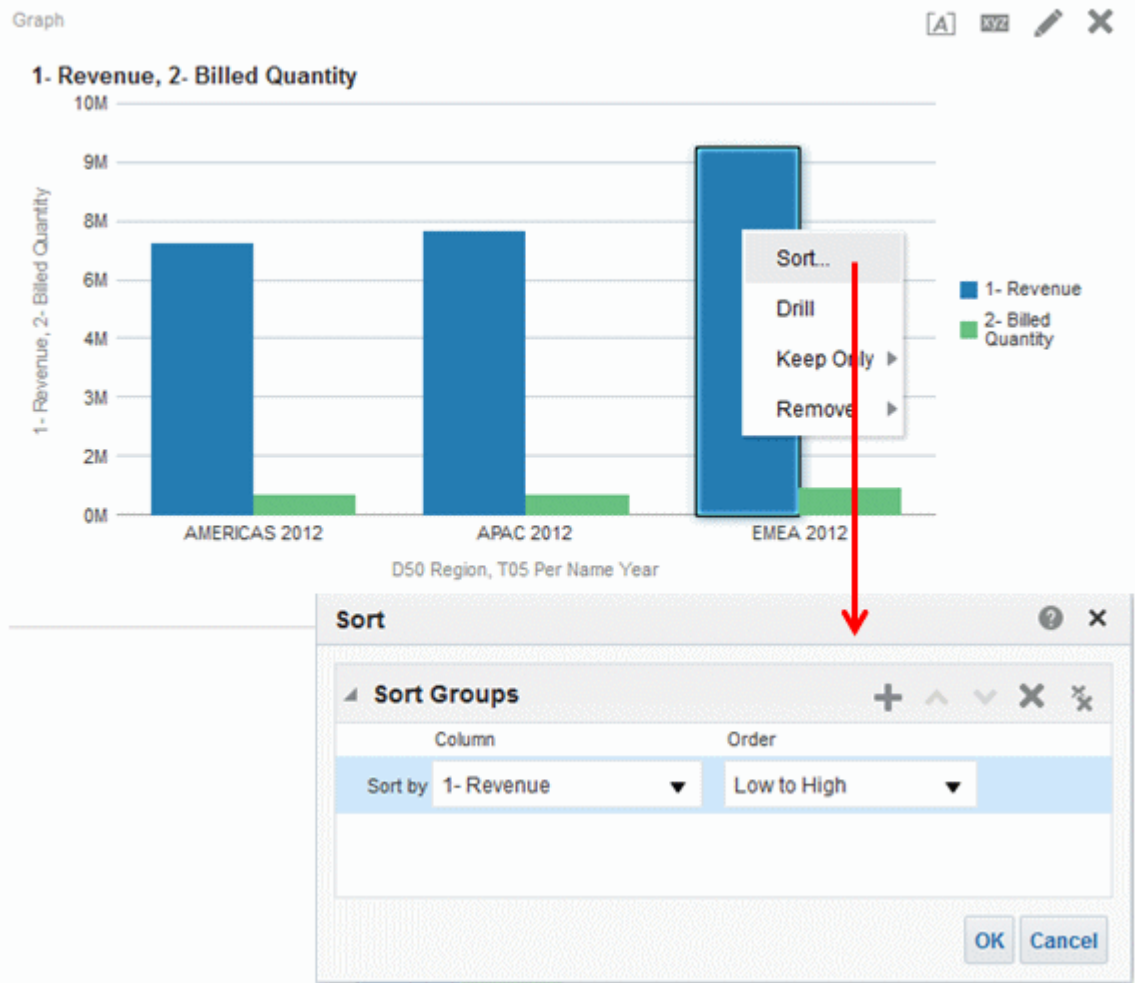 Graph
[A] xyz
1- Revenue, 2- Billed Quantity
10M
9M
8M
6M
4M
3M
2M
0M
1- Revenue, 2- Billed Quantity
AMERICAS 2012 APAC 2012 EMEA 2012
D50 Region, T05 Per Name Year
Sort...
Drill
Keep Only
Remove
1- Revenue
2- Billed
Quantity
Sort
?
Sort Groups
Column Order
Sort by 1- Revenue Low to High
OK Cancel